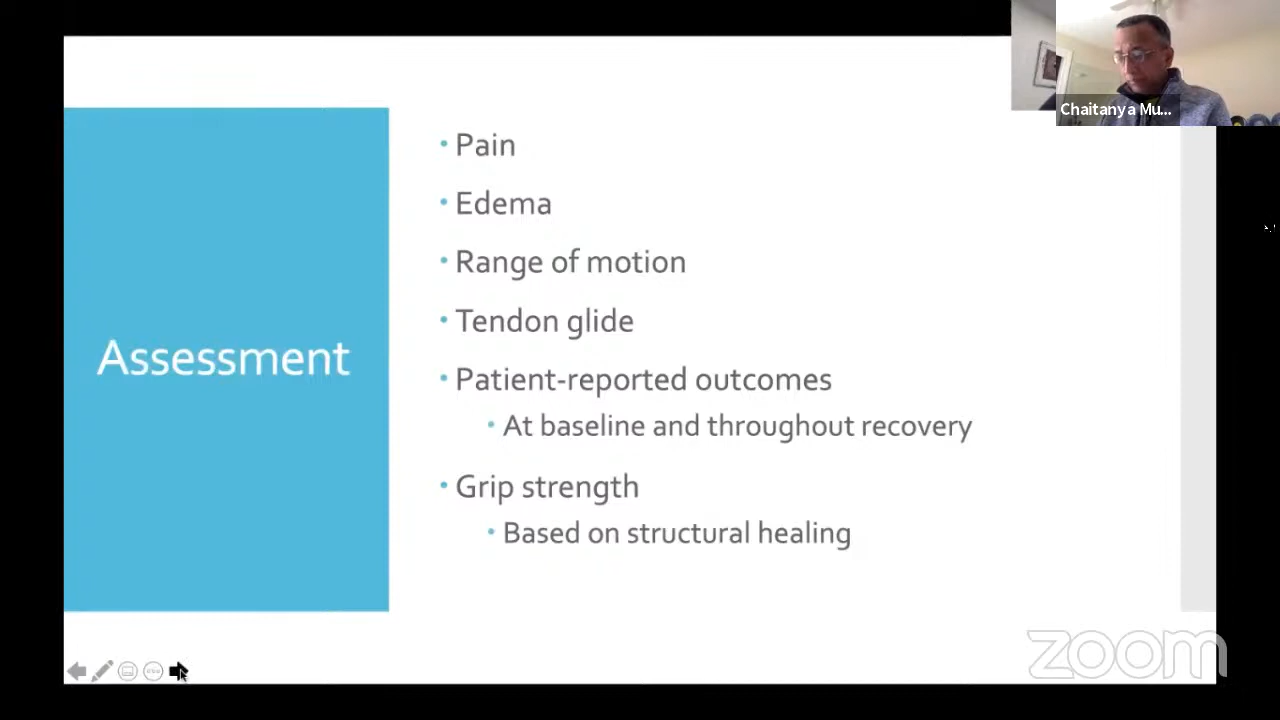 Chaitanya Mu...
Assessment
• Pain
• Edema
• Range of motion
• Tendon glide
• Patient-reported outcomes
• At baseline and throughout recovery
• Grip strength
• Based on structural healing
zoom